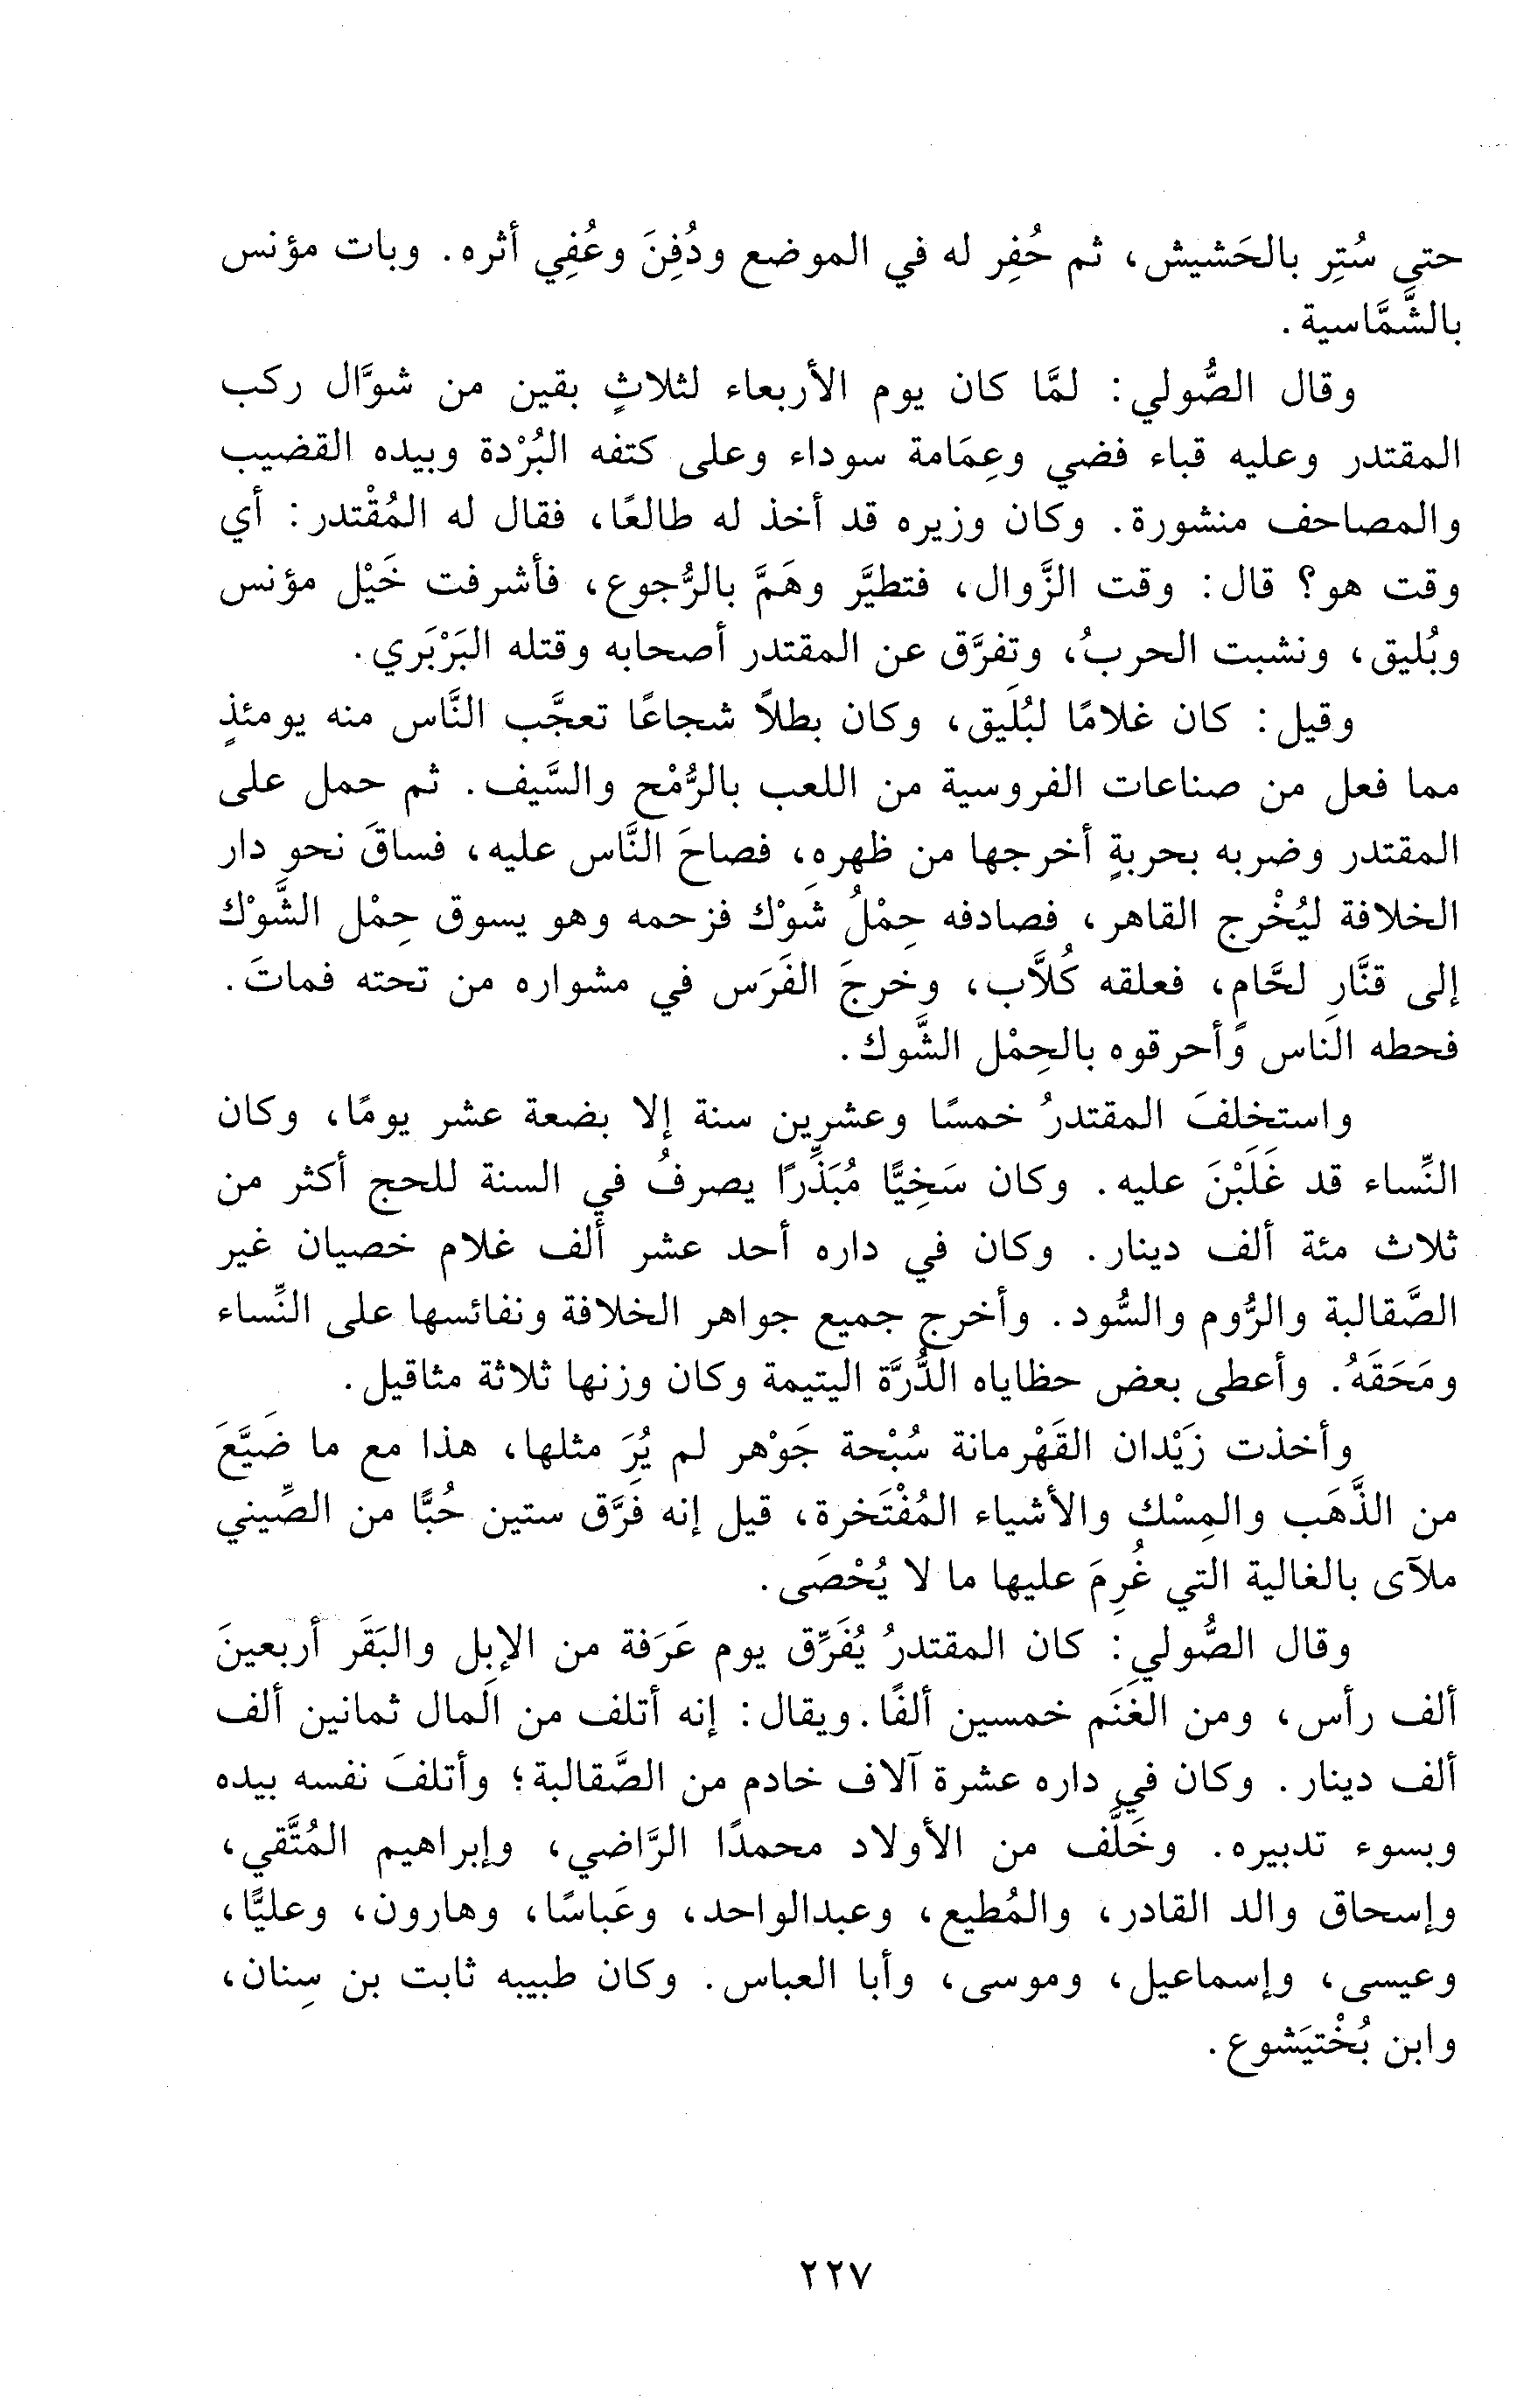 حتى سُتِر بالحَشيش، ثم حُفِر له في الموضع ودُفِنَ وعُفِي أثره. وبات مؤنس
بالشَّمَّاسية.
وقال الصُّولي: لمَّا كان يوم الأربعاء لثلاثٍ بقين من شوَّال ركب
المقتدر وعليه قباء فضي وعِمَامة سوداء وعلى كتفه البُرْدة وبيده القضيب
والمصاحف منشورة. وكان وزيره قد أخذ له طالعًا، فقال له المُقْتدر: أي
وقت هو؟ قال: وقت الزَّوال، فتطيَّر وهَمَّ بالرُّجوع، فأشرفت خَيْل مؤنس
وبُليق، ونشبت الحربُ، وتفرَّق عن المقتدر أصحابه وقتله البَرْبَري.
وقيل: كان غلامًا لبُلَيق، وكان بطلاً شجاعًا تعجَّب النَّاس منه يومئذٍ
مما فعل من صناعات الفروسية من اللعب بالرُّمْح والسَّيف. ثم حمل على
المقتدر وضربه بحربةٍ أخرجها من ظهره، فصاحَ النَّاس عليه، فساقَ نحو دار
الخلافة ليُخْرج القاهر، فصادفه حِمْلُ شَوْك فزحمه وهو يسوق حِمْل الشَّوْك
إلى قنَّارِ لحَّامٍ، فعلقه كُلاَّب، وخرجَ الفَرَس في مشواره من تحته فماتَ.
فحطه الناس وأحرقوه بالحِمْل الشَّوك.
واستخلفَ المقتدرُ خمسًا وعشرين سنة إلا بضعة عشر يومًا، وكان
النِّساء قد غَلَبْنَ عليه. وكان سَخِيًّا مُبَذِّرًا يصرفُ في السنة للحج أكثر من
ثلاث مئة ألف دينار. وكان في داره أحد عشر ألف غلام خصيان غير
الصَّقالبة والرُّوم والسُّود. وأخرج جميع جواهر الخلافة ونفائسها على النِّساء
ومَحَقَهُ. وأعطى بعض حظاياه الدُّرَّة اليتيمة وكان وزنها ثلاثة مثاقيل.
وأخذت زَيْدان القَهْرمانة سُبْحة جَوْهر لم يُرَ مثلها، هذا مع ما ضَيَّعَ
من الذَّهَب والمِسْك والأشياء المُفْتَخرة، قيل إنه فَرَّق ستين حُبًّا من الصِّيني
ملآى بالغالية التي غُرِمَ عليها ما لا يُحْصَى.
وقال الصُّولي: كان المقتدرُ يُفَرِّق يوم عَرَفة من الإبِل والبَقَر أربعينَ
ألف رأس، ومن الغَنَم خمسين ألفًا. ويقال: إنه أتلف من المال ثمانين ألف
ألف دينار. وكان في داره عشرة آلاف خادم من الصَّقالبة؛ وأتلفَ نفسه بيده
وبسوء تدبيره. وخَلَّف من الأولاد محمدًا الرَّاضي، وإبراهيم المُتَّقي،
وإسحاق والد القادر، والمُطيع، وعبدالواحد، وعَباسًا، وهارون، وعليًّا،
وعيسى، وإسماعيل، وموسى، وأبا العباس. وكان طبيبه ثابت بن سِنان،
وابن بُخْتيَشوع.
٢٢٧